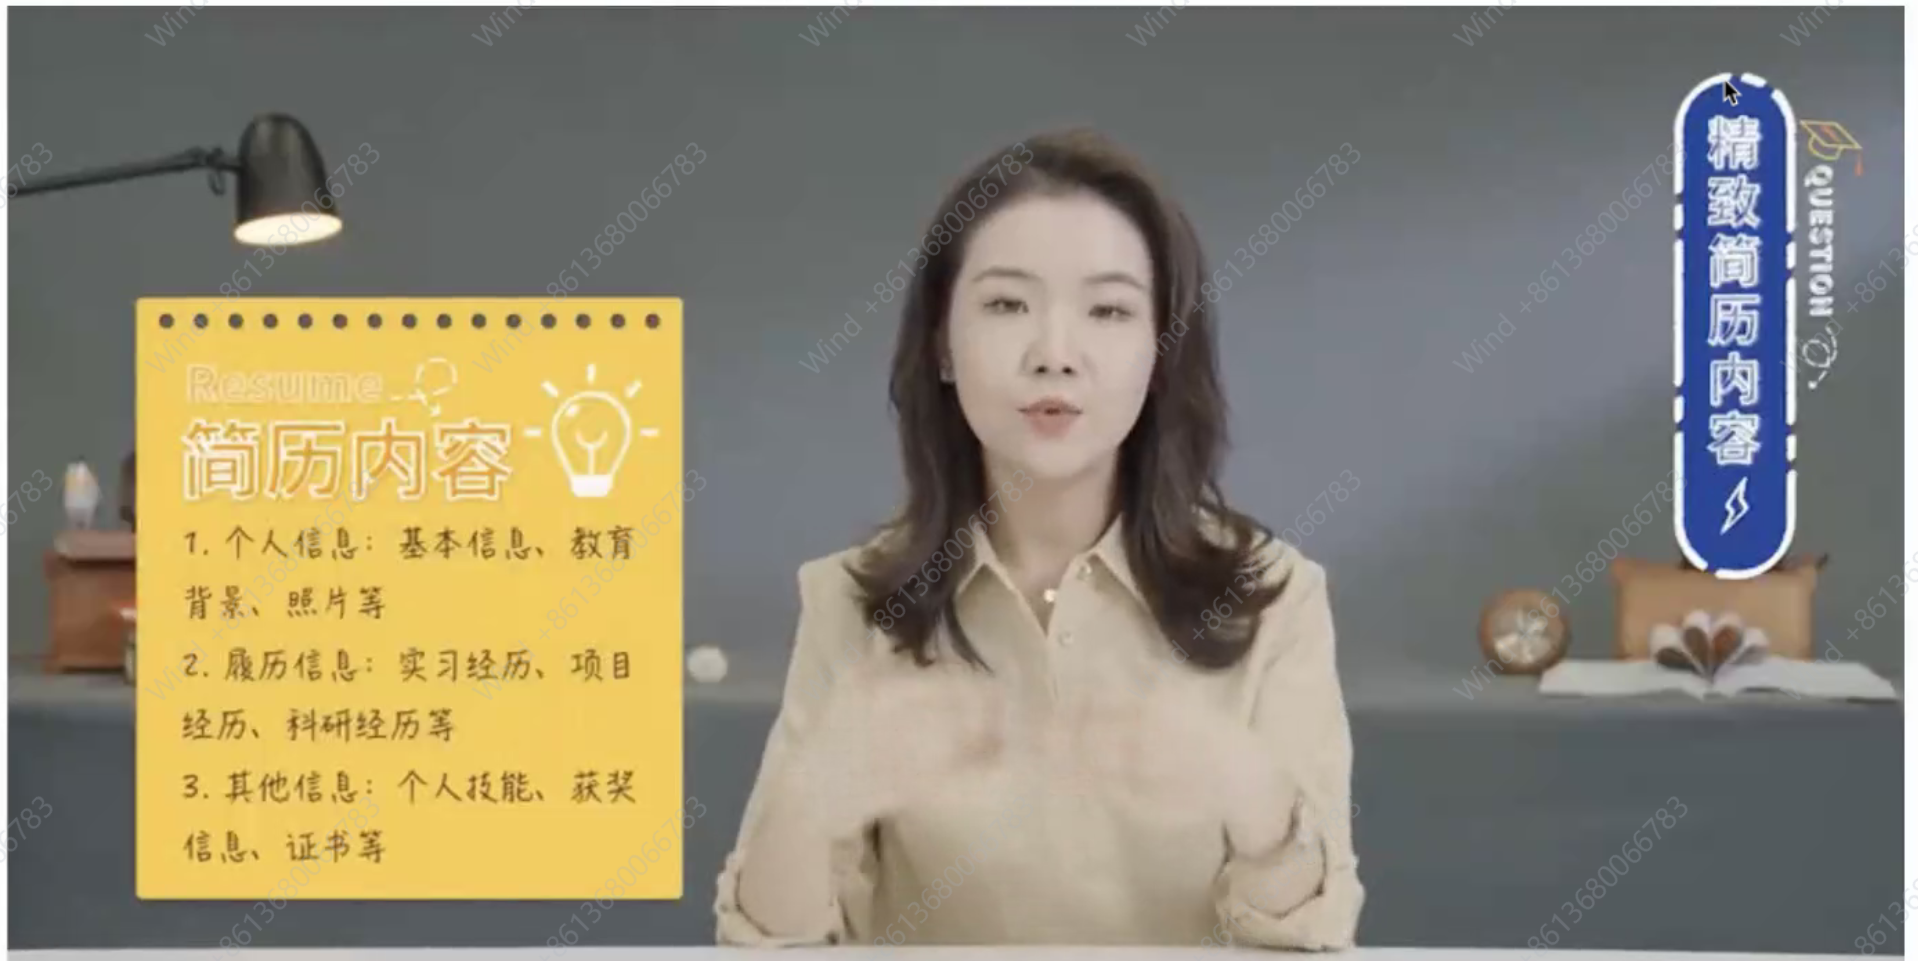 Resume
简历内容
1. 个人信息：基本信息、教育
背景、照片等
2. 履历信息：实习经历、项目
经历、科研经历等
3. 其他信息：个人技能、获奖
信息、证书等
精致简历内容
QUESTION
Wind +8613680066783